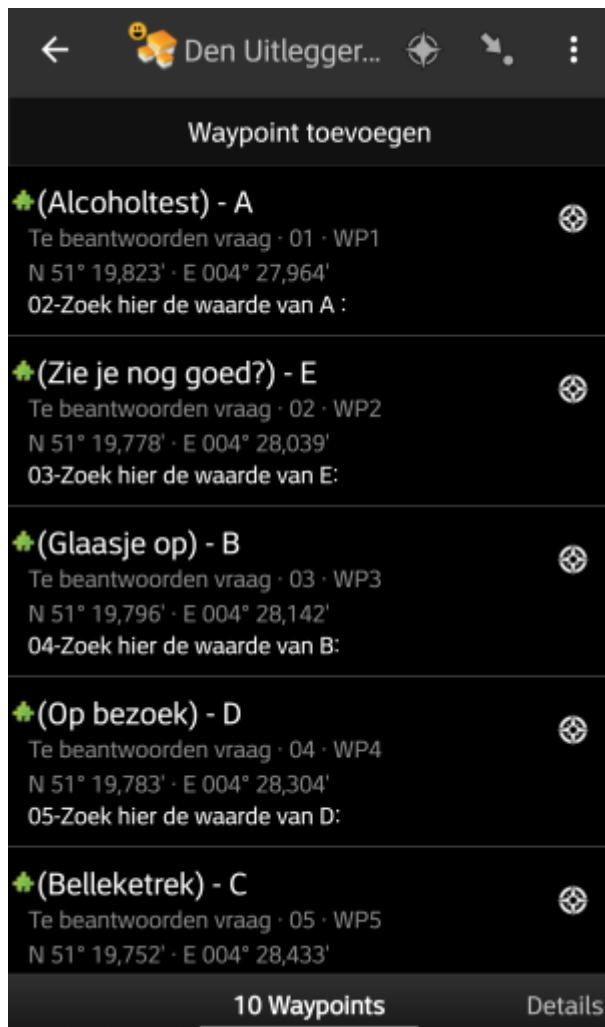 Den Uitlegger...
Waypoint toevoegen
(Alcoholtest) - A
Te beantwoorden vraag · 01 · WP1
N 51° 19,823' · E 004° 27,964'
02-Zoek hier de waarde van A :
(Zie je nog goed?) - E
Te beantwoorden vraag · 02 · WP2
N 51° 19,778' · E 004° 28,039'
03-Zoek hier de waarde van E:
(Glaasje op) - B
Te beantwoorden vraag · 03 · WP3
N 51° 19,796' · E 004° 28,142'
04-Zoek hier de waarde van B:
(Op bezoek) - D
Te beantwoorden vraag · 04 · WP4
N 51° 19,783' · E 004° 28,304'
05-Zoek hier de waarde van D:
(Belleketrek) - C
Te beantwoorden vraag · 05 · WP5
N 51° 19,752' · E 004° 28,433'
10 Waypoints Details